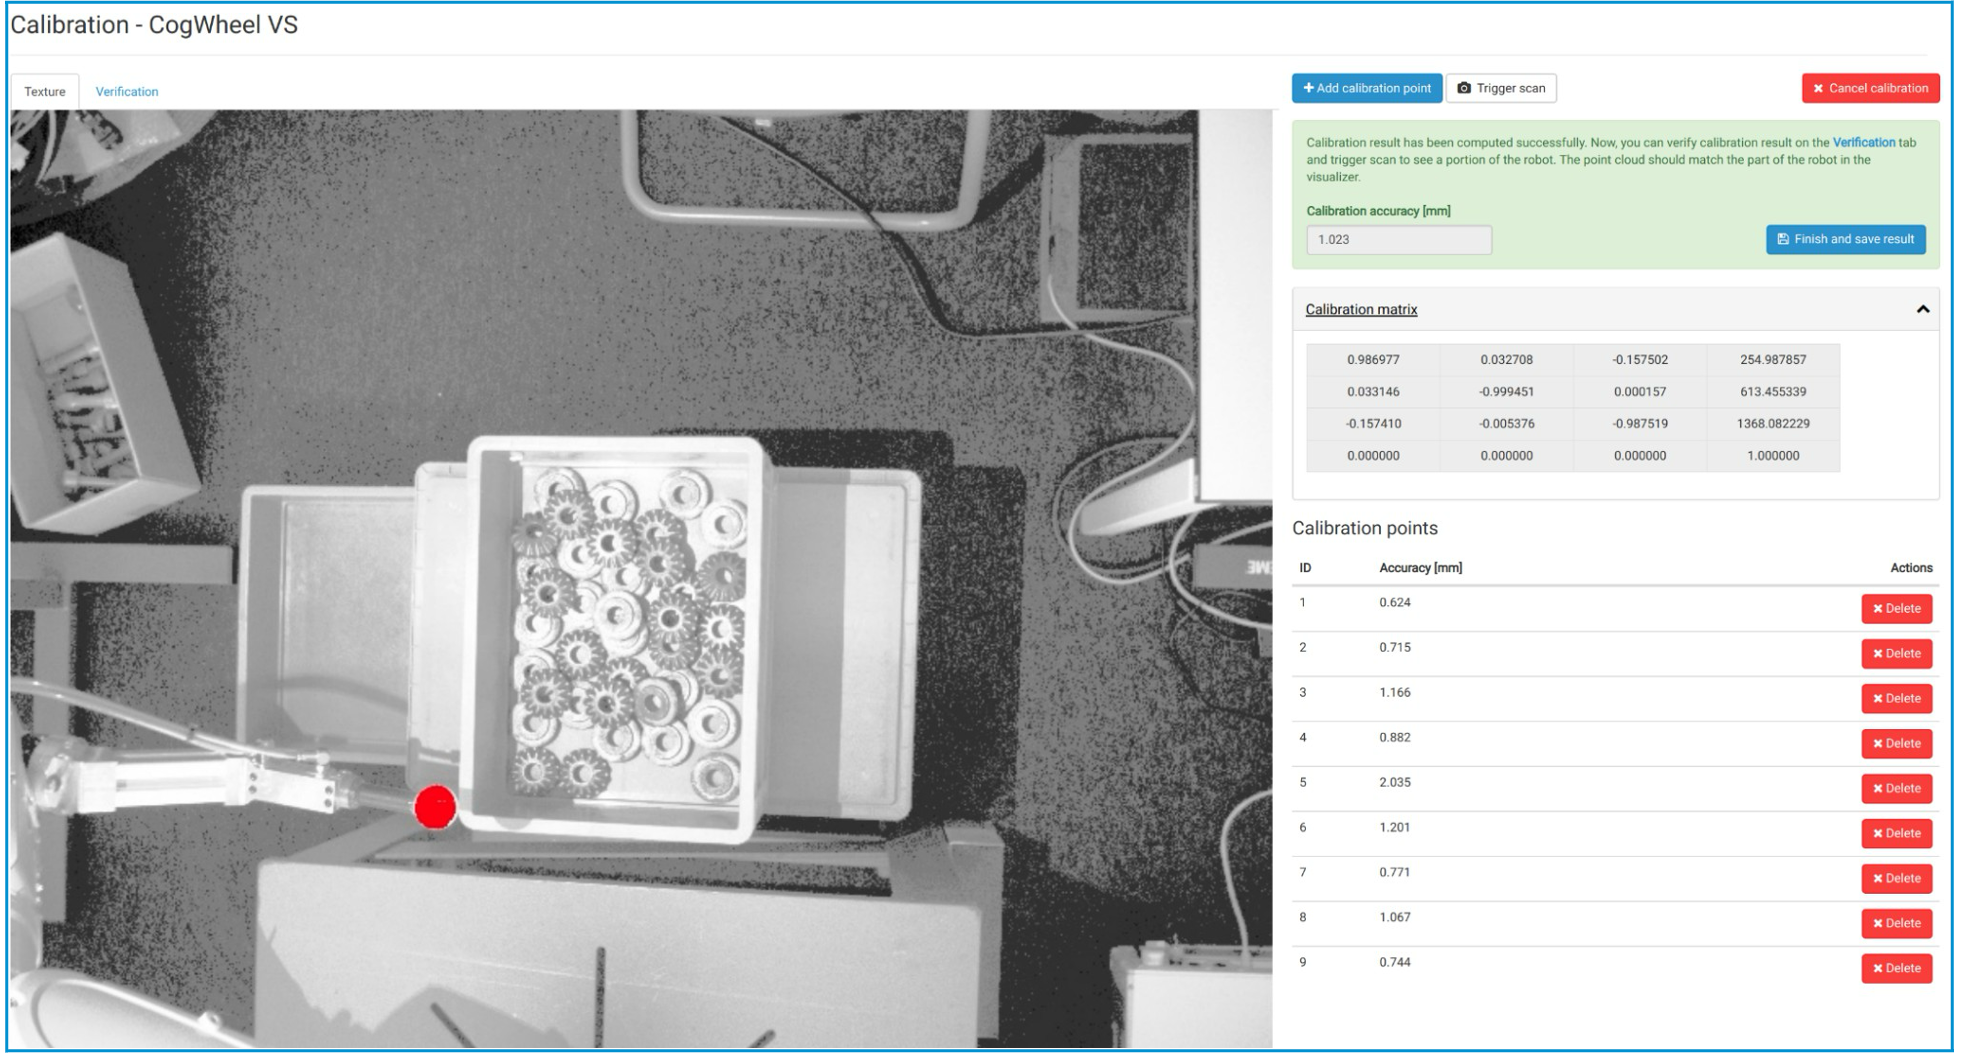 Calibration - CogWheel VS
Texture
Verification
Add calibration point
Trigger scan
Cancel calibration
Calibration result has been computed successfully. Now, you can verify calibration result on the Verification tab
and trigger scan to see a portion of the robot. The point cloud should match the part of the robot in the
visualizer.
Calibration accuracy [mm]
1.023
Finish and save result
Calibration matrix
0.986977 0.032708 -0.157502 254.987857
0.033146 -0.999451 0.000157 613.455339
-0.157410 -0.005376 -0.987519 1368.082229
0.000000 0.000000 0.000000 1.000000
Calibration points
ID Accuracy [mm] Actions
1 0.624 Delete
2 0.715 Delete
3 1.166 Delete
4 0.882 Delete
5 2.035 Delete
6 1.201 Delete
7 0.771 Delete
8 1.067 Delete
9 0.744 Delete